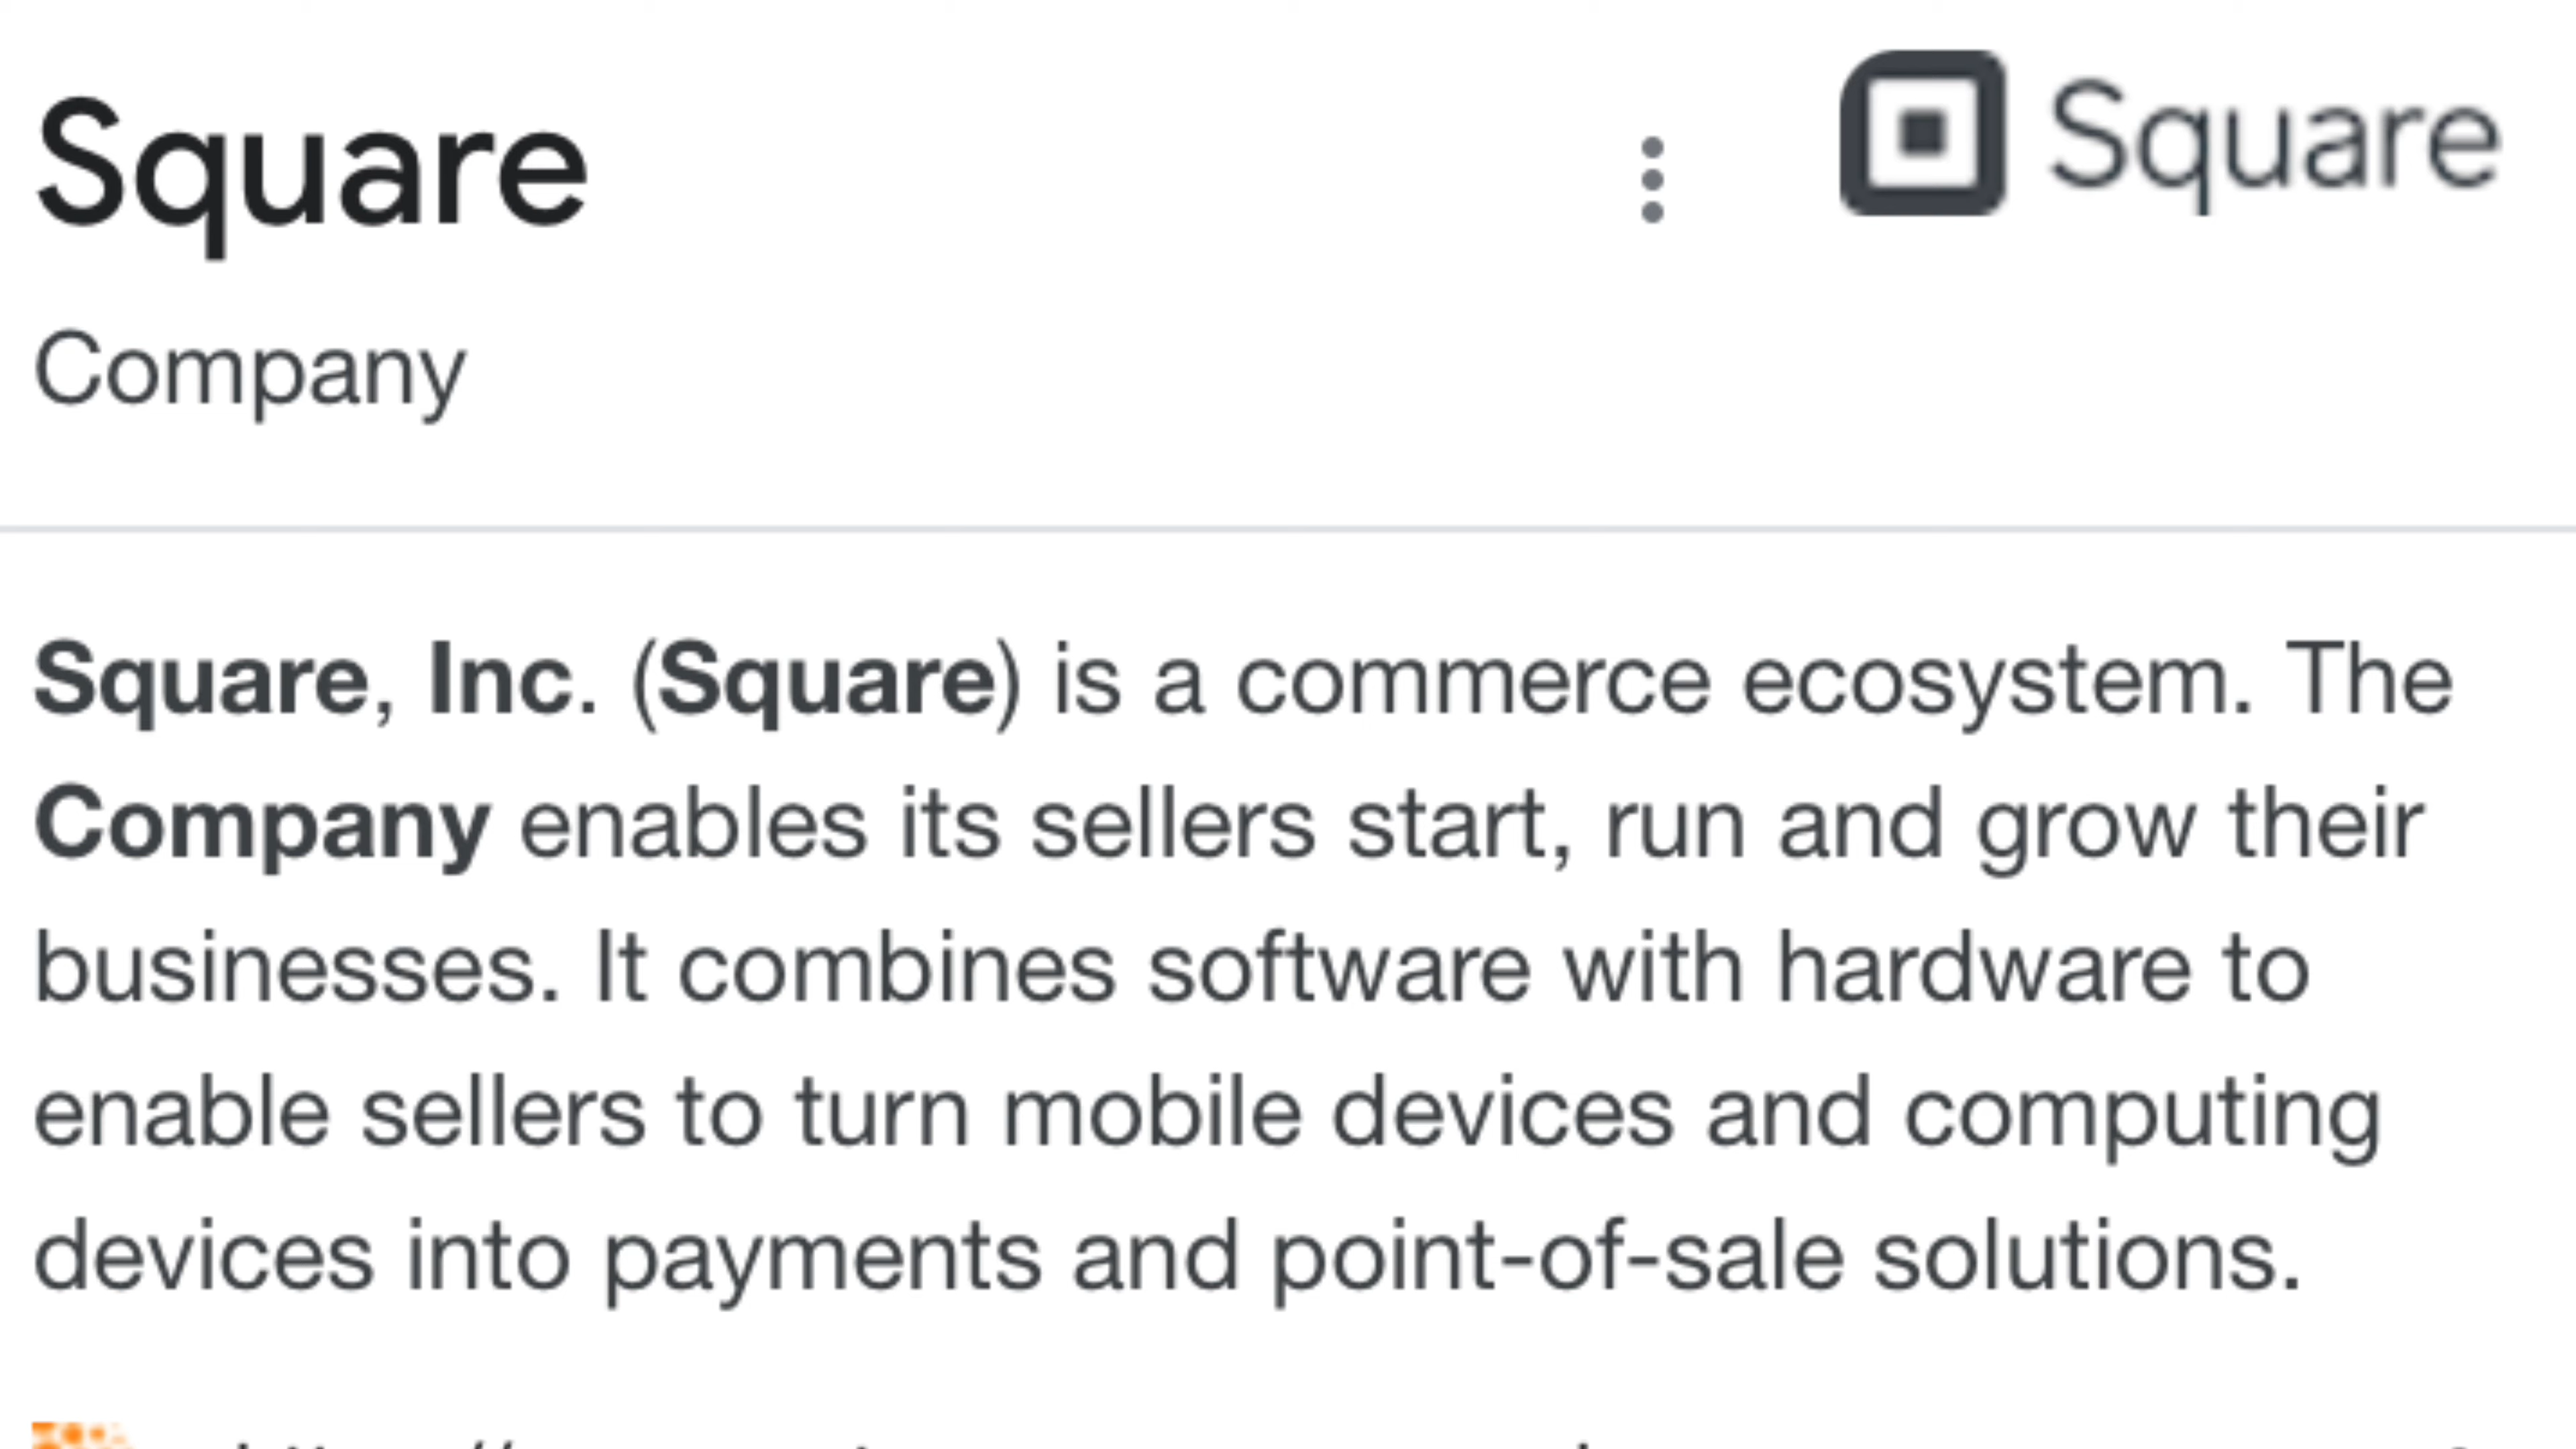 Square
Square
Company
Square, Inc. (Square) is a commerce ecosystem. The
Company enables its sellers start, run and grow their
businesses. It combines software with hardware to
enable sellers to turn mobile devices and computing
devices into payments and point-of-sale solutions.